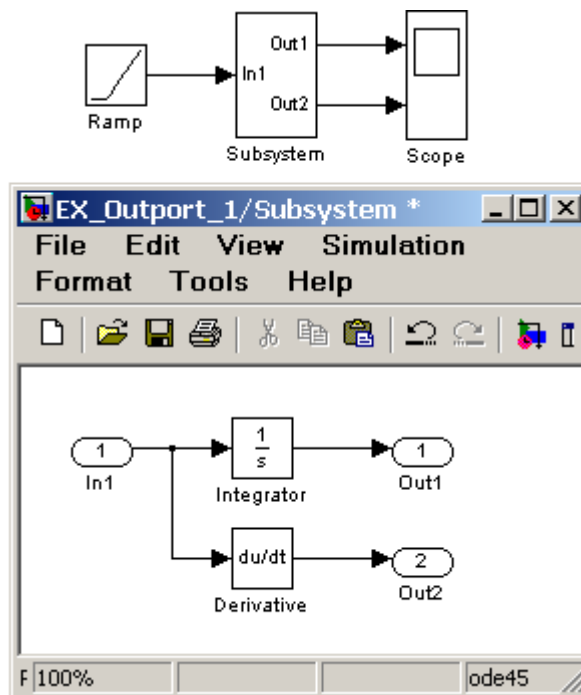 Out1
In1
Out2
Ramp
Subsystem
Scope
EX_Outport_1/Subsystem *
File Edit View Simulation
Format Tools Help
1
In1
1
s
Integrator
1
Out1
du/dt
Derivative
2
Out2
F 100% ode45